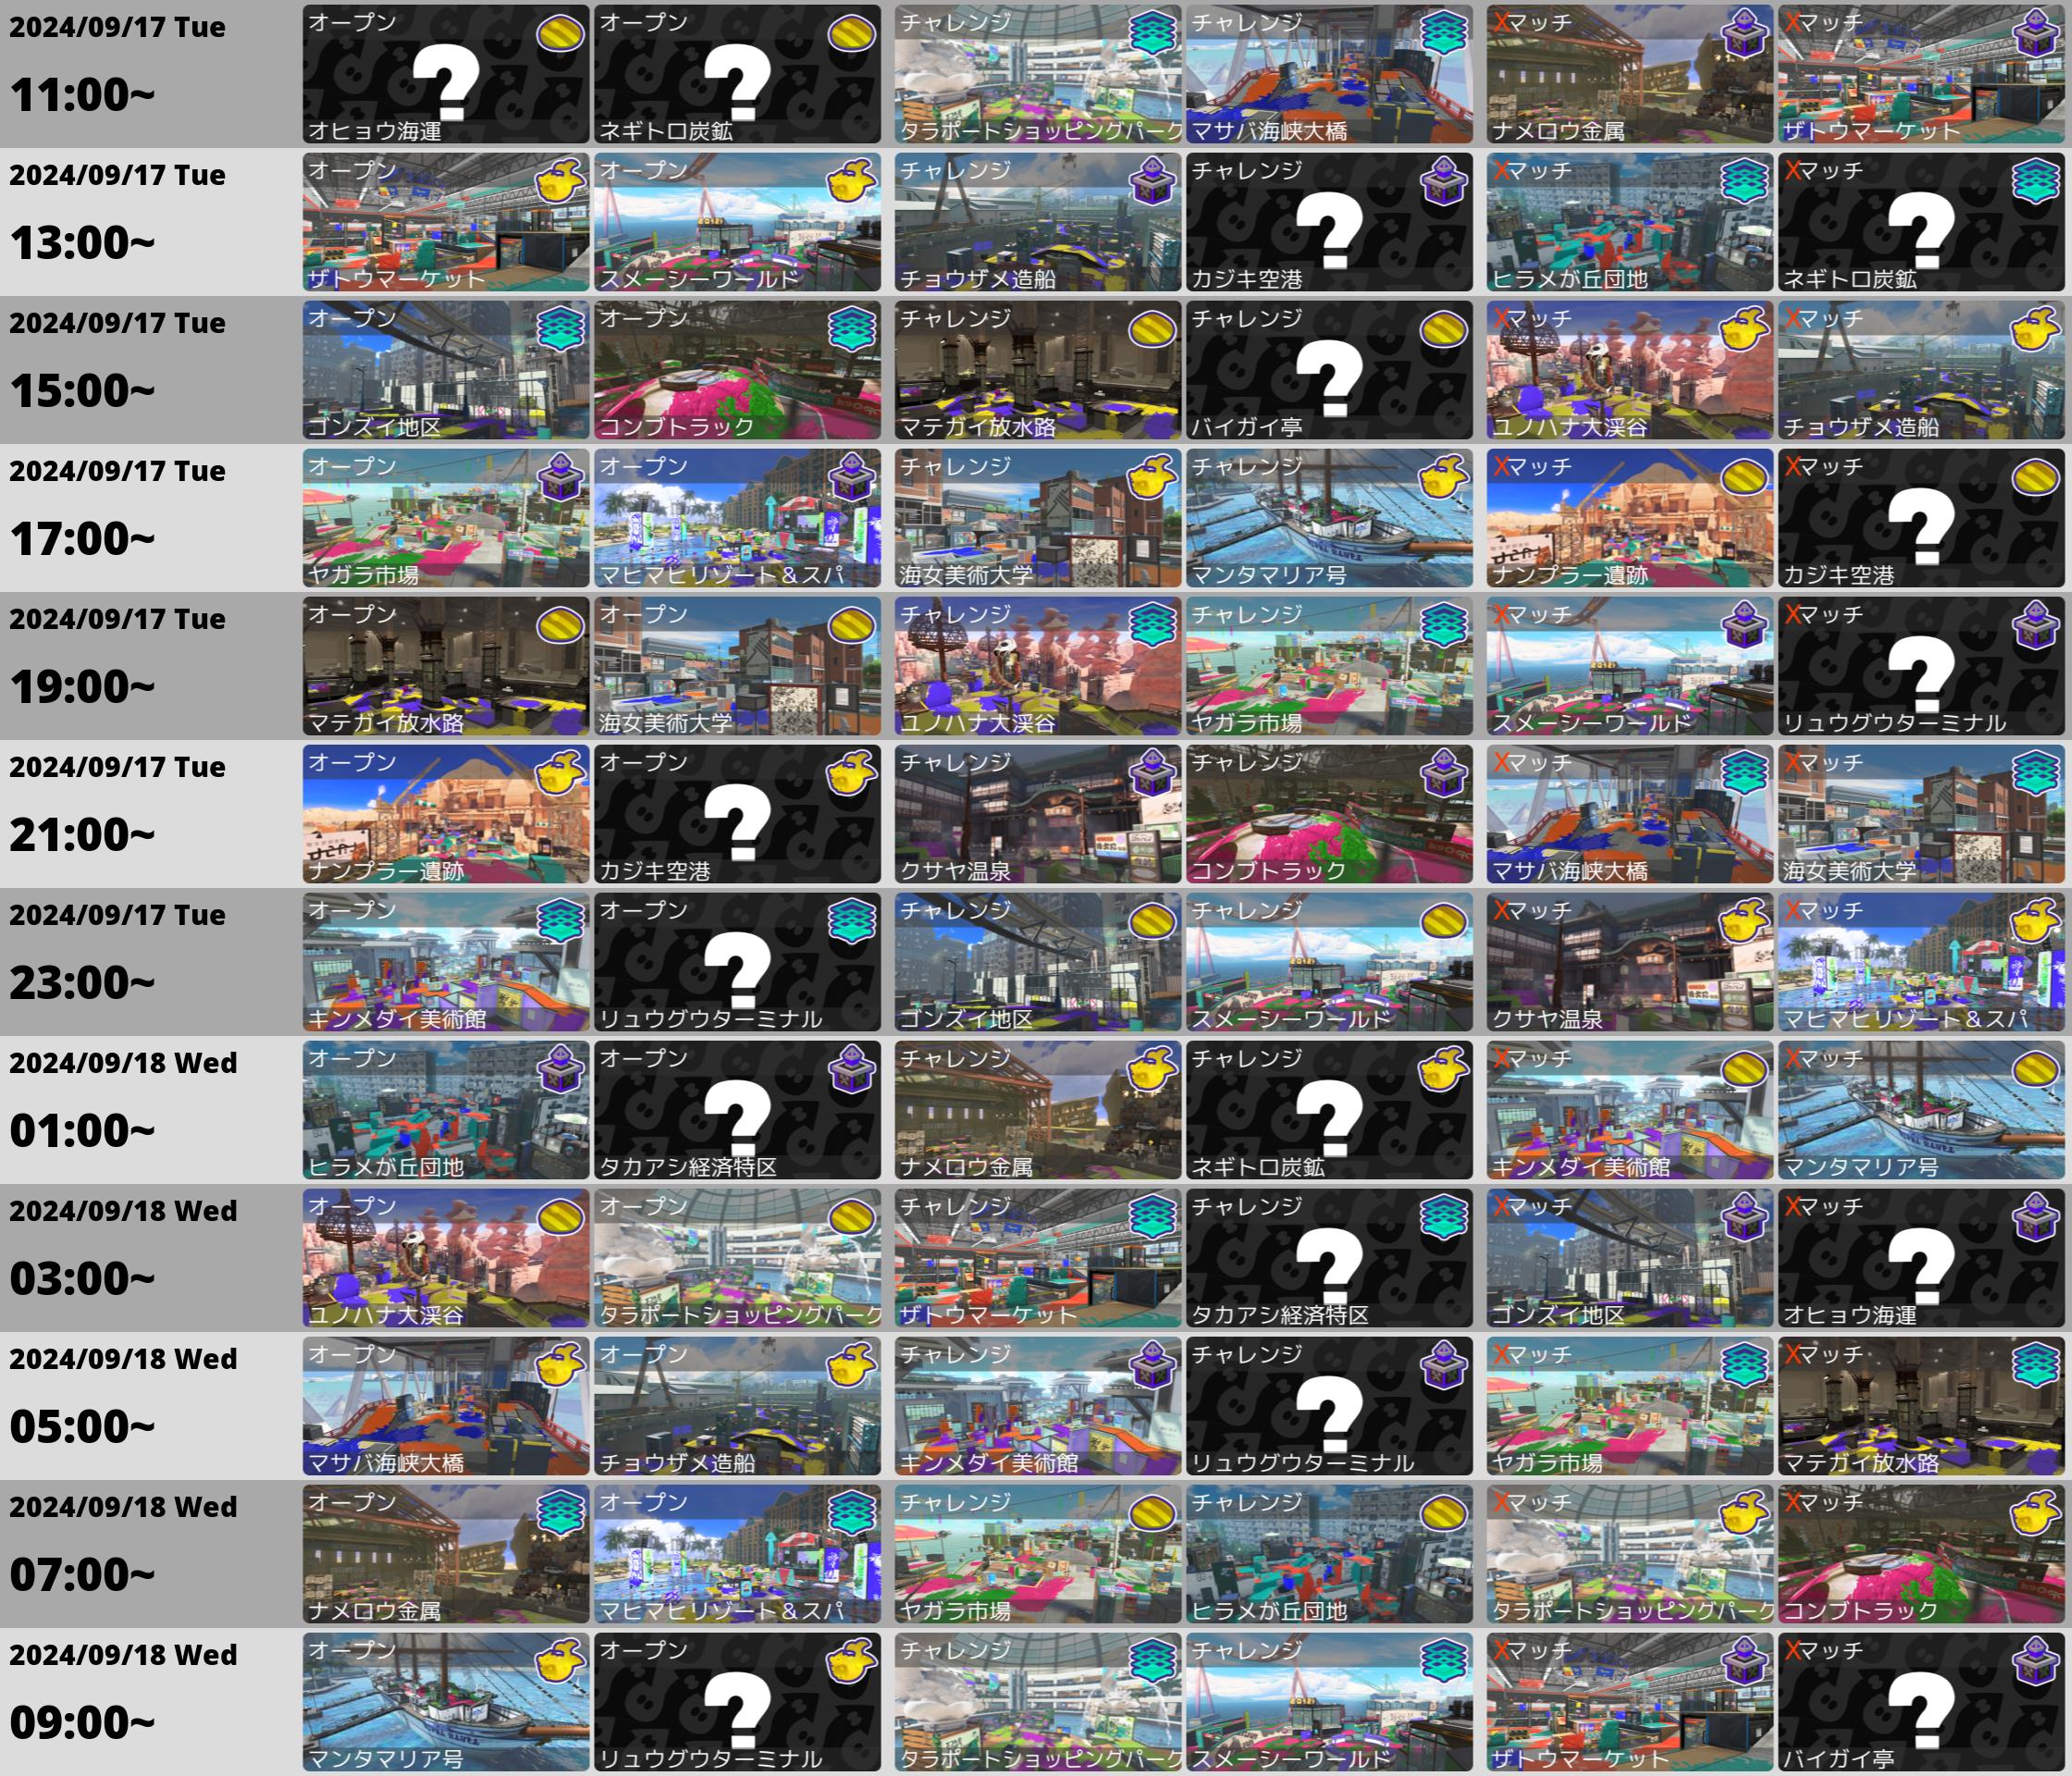 2024/09/17 Tue
11:00~
オープン
オヒョウ海運
オープン
ネギトロ炭鉱
チャレンジ
タラポートショッピングパーク
チャレンジ
マサバ海峡大橋
Xマッチ
ナメロウ金属
Xマッチ
ザトウマーケット
2024/09/17 Tue
13:00~
オープン
ザトウマーケット
オープン
スメーシーワールド
チャレンジ
チョウザメ造船
チャレンジ
カジキ空港
Xマッチ
ヒラメが丘団地
Xマッチ
ネギトロ炭鉱
2024/09/17 Tue
15:00~
オープン
ゴンズイ地区
オープン
コンブトラック
チャレンジ
マテガイ放水路
チャレンジ
バイガイ亭
Xマッチ
ユノハナ大渓谷
Xマッチ
チョウザメ造船
2024/09/17 Tue
17:00~
オープン
ヤガラ市場
オープン
マヒマヒリゾート＆スパ
チャレンジ
海女美術大学
チャレンジ
マンタマリア号
Xマッチ
ナンプラー遺跡
Xマッチ
カジキ空港
2024/09/17 Tue
19:00~
オープン
マテガイ放水路
オープン
海女美術大学
チャレンジ
ユノハナ大渓谷
チャレンジ
ヤガラ市場
Xマッチ
スメーシーワールド
Xマッチ
リュウグウターミナル
2024/09/17 Tue
21:00~
オープン
ナンプラー遺跡
オープン
カジキ空港
チャレンジ
クサヤ温泉
チャレンジ
コンブトラック
Xマッチ
マサバ海峡大橋
Xマッチ
海女美術大学
2024/09/17 Tue
23:00~
オープン
キンメダイ美術館
オープン
リュウグウターミナル
チャレンジ
ゴンズイ地区
チャレンジ
スメーシーワールド
Xマッチ
クサヤ温泉
Xマッチ
マヒマヒリゾート＆スパ
2024/09/18 Wed
01:00~
オープン
ヒラメが丘団地
オープン
タカアシ経済特区
チャレンジ
ナメロウ金属
チャレンジ
ネギトロ炭鉱
Xマッチ
キンメダイ美術館
Xマッチ
マンタマリア号
2024/09/18 Wed
03:00~
オープン
ユノハナ大渓谷
オープン
タラポートショッピングパーク
チャレンジ
ザトウマーケット
チャレンジ
タカアシ経済特区
Xマッチ
ゴンズイ地区
Xマッチ
オヒョウ海運
2024/09/18 Wed
05:00~
オープン
マサバ海峡大橋
オープン
チョウザメ造船
チャレンジ
キンメダイ美術館
チャレンジ
リュウグウターミナル
Xマッチ
ヤガラ市場
Xマッチ
マテガイ放水路
2024/09/18 Wed
07:00~
オープン
ナメロウ金属
オープン
マヒマヒリゾート＆スパ
チャレンジ
ヤガラ市場
チャレンジ
ヒラメが丘団地
Xマッチ
タラポートショッピングパーク
Xマッチ
コンブトラック
2024/09/18 Wed
09:00~
オープン
マンタマリア号
オープン
リュウグウターミナル
チャレンジ
タラポートショッピングパーク
チャレンジ
スメーシーワールド
Xマッチ
ザトウマーケット
Xマッチ
バイガイ亭